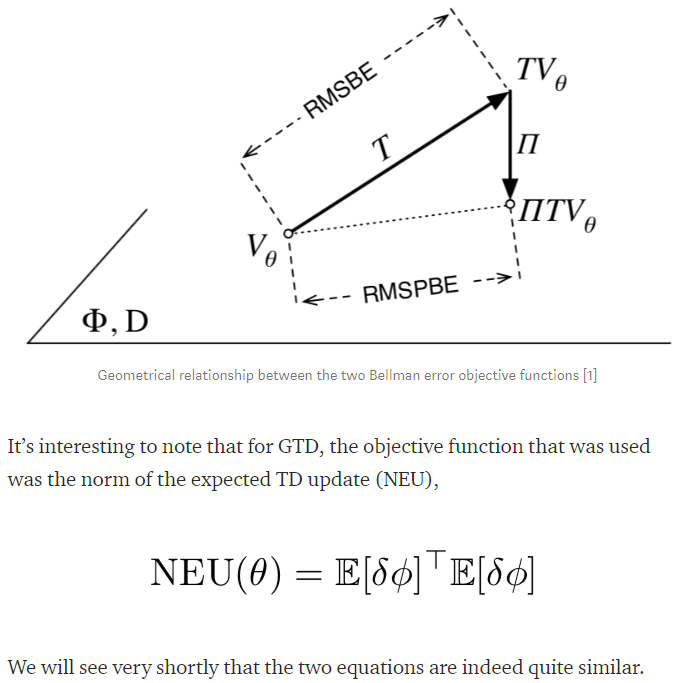 RMSBE
TV_θ
T
Π
ΠTV_θ
V_θ
RMSPBE
Φ, D
Geometrical relationship between the two Bellman error objective functions [1]
It’s interesting to note that for GTD, the objective function that was used
was the norm of the expected TD update (NEU),
NEU(θ) = 𝔼[δϕ]^⊤ 𝔼[δϕ]
We will see very shortly that the two equations are indeed quite similar.